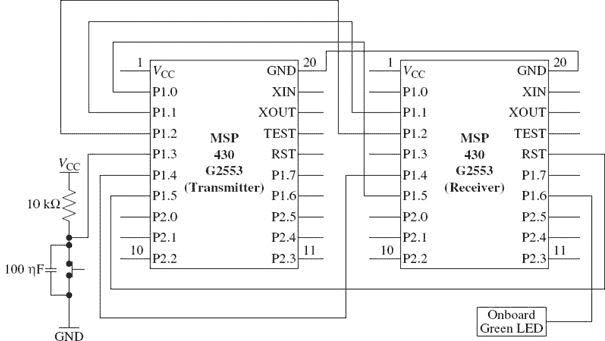 1 20
VCC GND
P1.0 XIN
P1.1 XOUT
P1.2 TEST
P1.3 RST
P1.4 P1.7
P1.5 P1.6
P2.0 P2.5
P2.1 P2.4
10 11
P2.2 P2.3
MSP
430
G2553
(Transmitter)
1 20
VCC GND
P1.0 XIN
P1.1 XOUT
P1.2 TEST
P1.3 RST
P1.4 P1.7
P1.5 P1.6
P2.0 P2.5
P2.1 P2.4
10 11
P2.2 P2.3
MSP
430
G2553
(Receiver)
VCC
10 kΩ
100 ηF
GND
Onboard
Green LED